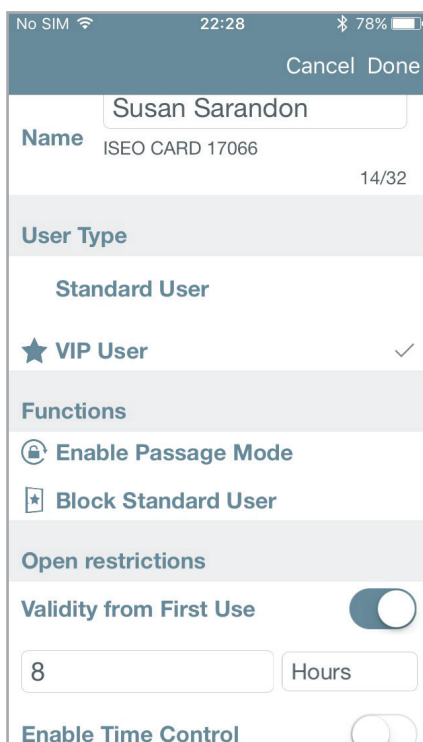 No SIM 22:28 78%
Cancel Done
Susan Sarandon
Name
ISEO CARD 17066
14/32
User Type
Standard User
VIP User
Functions
Enable Passage Mode
Block Standard User
Open restrictions
Validity from First Use
8 Hours
Enable Time Control